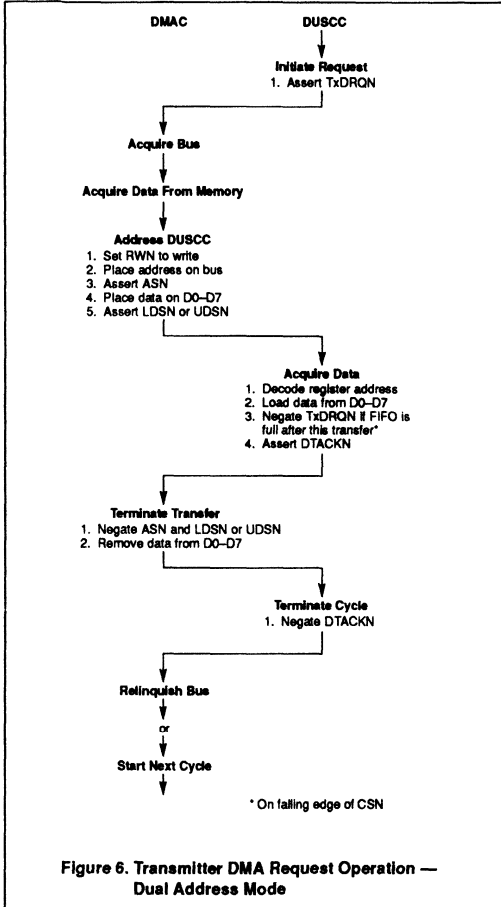 DMAC DUSCC
Initiate Request
1. Assert TxDRQN
Acquire Bus
Acquire Data From Memory
Address DUSCC
1. Set RWN to write
2. Place address on bus
3. Assert ASN
4. Place data on D0–D7
5. Assert LDSN or UDSN
Acquire Data
1. Decode register address
2. Load data from D0–D7
3. Negate TxDRQN if FIFO is
full after this transfer*
4. Assert DTACKN
Terminate Transfer
1. Negate ASN and LDSN or UDSN
2. Remove data from D0–D7
Terminate Cycle
1. Negate DTACKN
Relinquish Bus
or
Start Next Cycle
* On falling edge of CSN
Figure 6. Transmitter DMA Request Operation —
Dual Address Mode